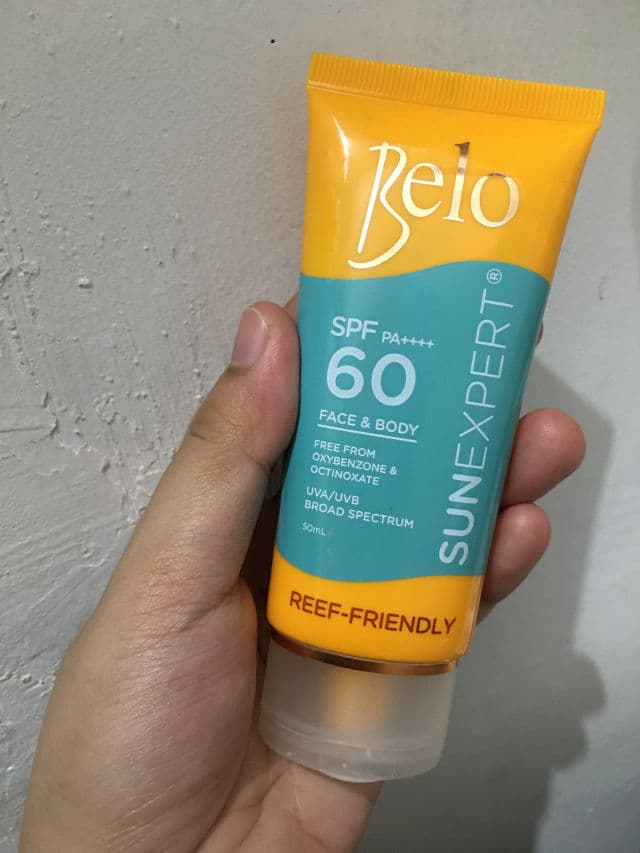 Belo
SPF PA++++
60
FACE & BODY
FREE FROM
OXYBENZONE &
OCTINOXATE
UVA/UVB
BROAD SPECTRUM
50mL
SUNEXPERT®
REEF-FRIENDLY